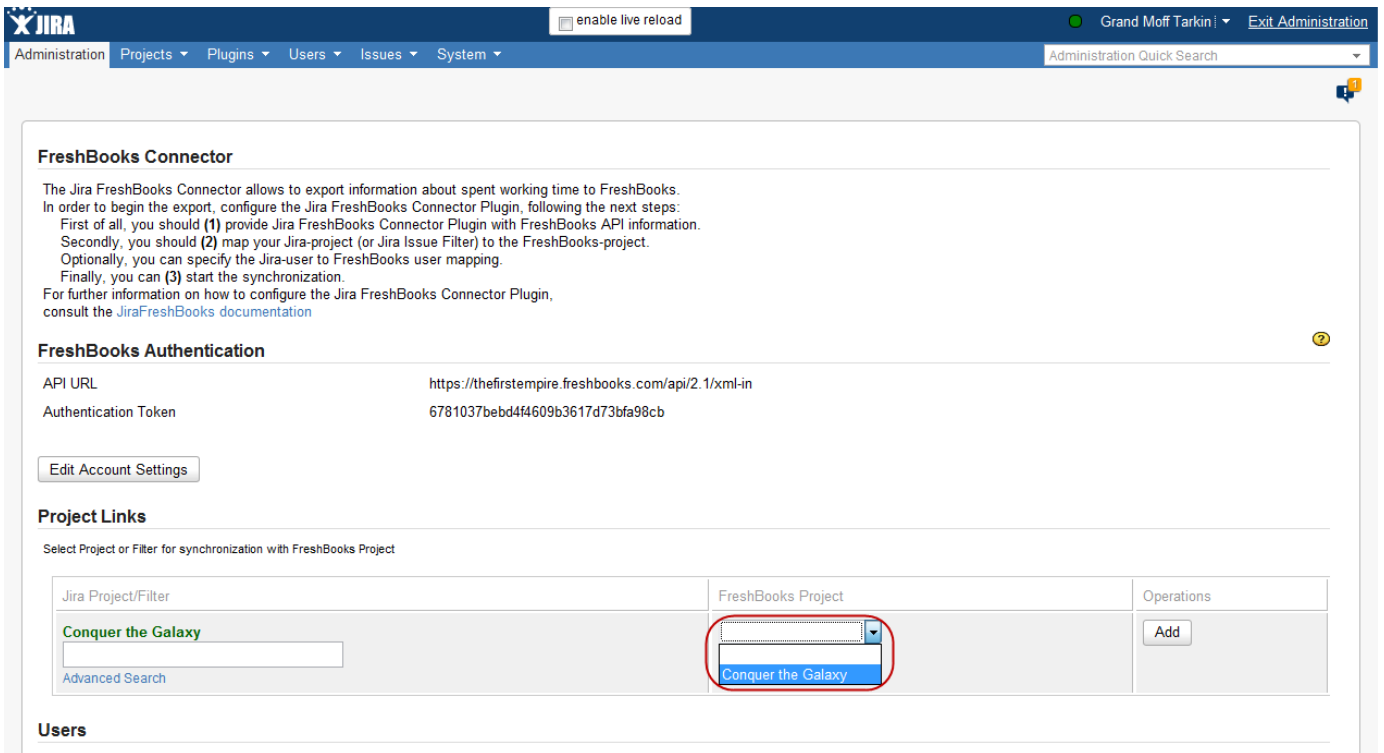 JIRA
enable live reload
Grand Moff Tarkin
Exit Administration
Administration Projects Plugins Users Issues System
Administration Quick Search
1
FreshBooks Connector
The Jira FreshBooks Connector allows to export information about spent working time to FreshBooks.
In order to begin the export, configure the Jira FreshBooks Connector Plugin, following the next steps:
First of all, you should (1) provide Jira FreshBooks Connector Plugin with FreshBooks API information.
Secondly, you should (2) map your Jira-project (or Jira Issue Filter) to the FreshBooks-project.
Optionally, you can specify the Jira-user to FreshBooks user mapping.
Finally, you can (3) start the synchronization.
For further information on how to configure the Jira FreshBooks Connector Plugin,
consult the JiraFreshBooks documentation
FreshBooks Authentication
?
API URL https://thefirstempire.freshbooks.com/api/2.1/xml-in
Authentication Token 6781037bebd4f4609b3617d73bfa98cb
Edit Account Settings
Project Links
Select Project or Filter for synchronization with FreshBooks Project
Jira Project/Filter FreshBooks Project Operations
Conquer the Galaxy
Add
Conquer the Galaxy
Advanced Search
Users